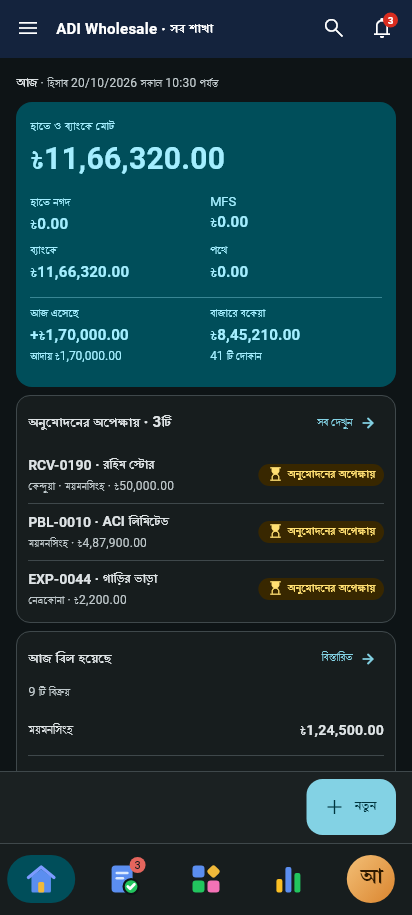 ADI Wholesale · সব শাখা
3
আজ · হিসাব 20/10/2026 সকাল 10:30 পর্যন্ত
হাতে ও ব্যাংকে মোট
৳11,66,320.00
হাতে নগদ
MFS
৳0.00
৳0.00
ব্যাংকে
পথে
৳11,66,320.00
৳0.00
আজ এসেছে
বাজারে বকেয়া
+৳1,70,000.00
৳8,45,210.00
আদায় ৳1,70,000.00
41 টি দোকান
অনুমোদনের অপেক্ষায় · 3টি
সব দেখুন
RCV-0190 · রহিম স্টোর
কেন্দুয়া · ময়মনসিংহ · ৳50,000.00
অনুমোদনের অপেক্ষায়
PBL-0010 · ACI লিমিটেড
ময়মনসিংহ · ৳4,87,900.00
অনুমোদনের অপেক্ষায়
EXP-0044 · গাড়ির ভাড়া
নেত্রকোনা · ৳2,200.00
অনুমোদনের অপেক্ষায়
আজ বিল হয়েছে
বিস্তারিত
9 টি বিক্রয়
ময়মনসিংহ
৳1,24,500.00
নতুন
3
আ